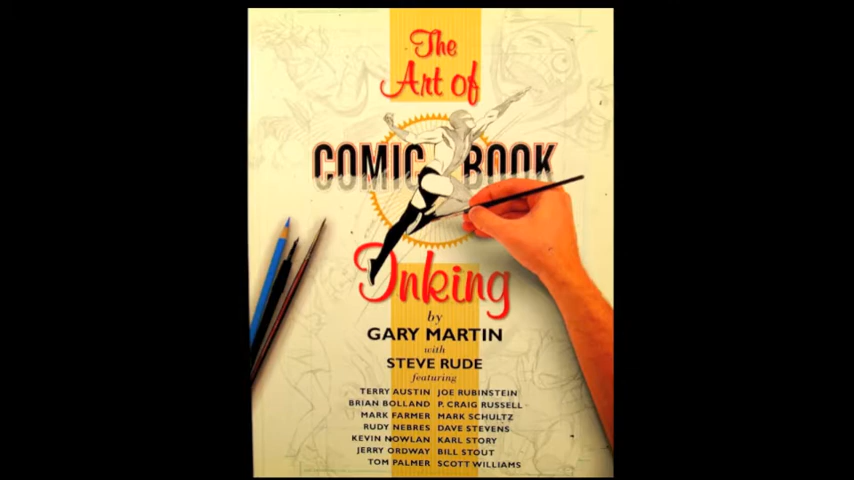 The
Art of
COMIC BOOK
Inking
by
GARY MARTIN
with
STEVE RUDE
featuring
TERRY AUSTIN JOE RUBINSTEIN
BRIAN BOLLAND P. CRAIG RUSSELL
MARK FARMER MARK SCHULTZ
RUDY NEBRES DAVE STEVENS
KEVIN NOWLAN KARL STORY
JERRY ORDWAY BILL STOUT
TOM PALMER SCOTT WILLIAMS